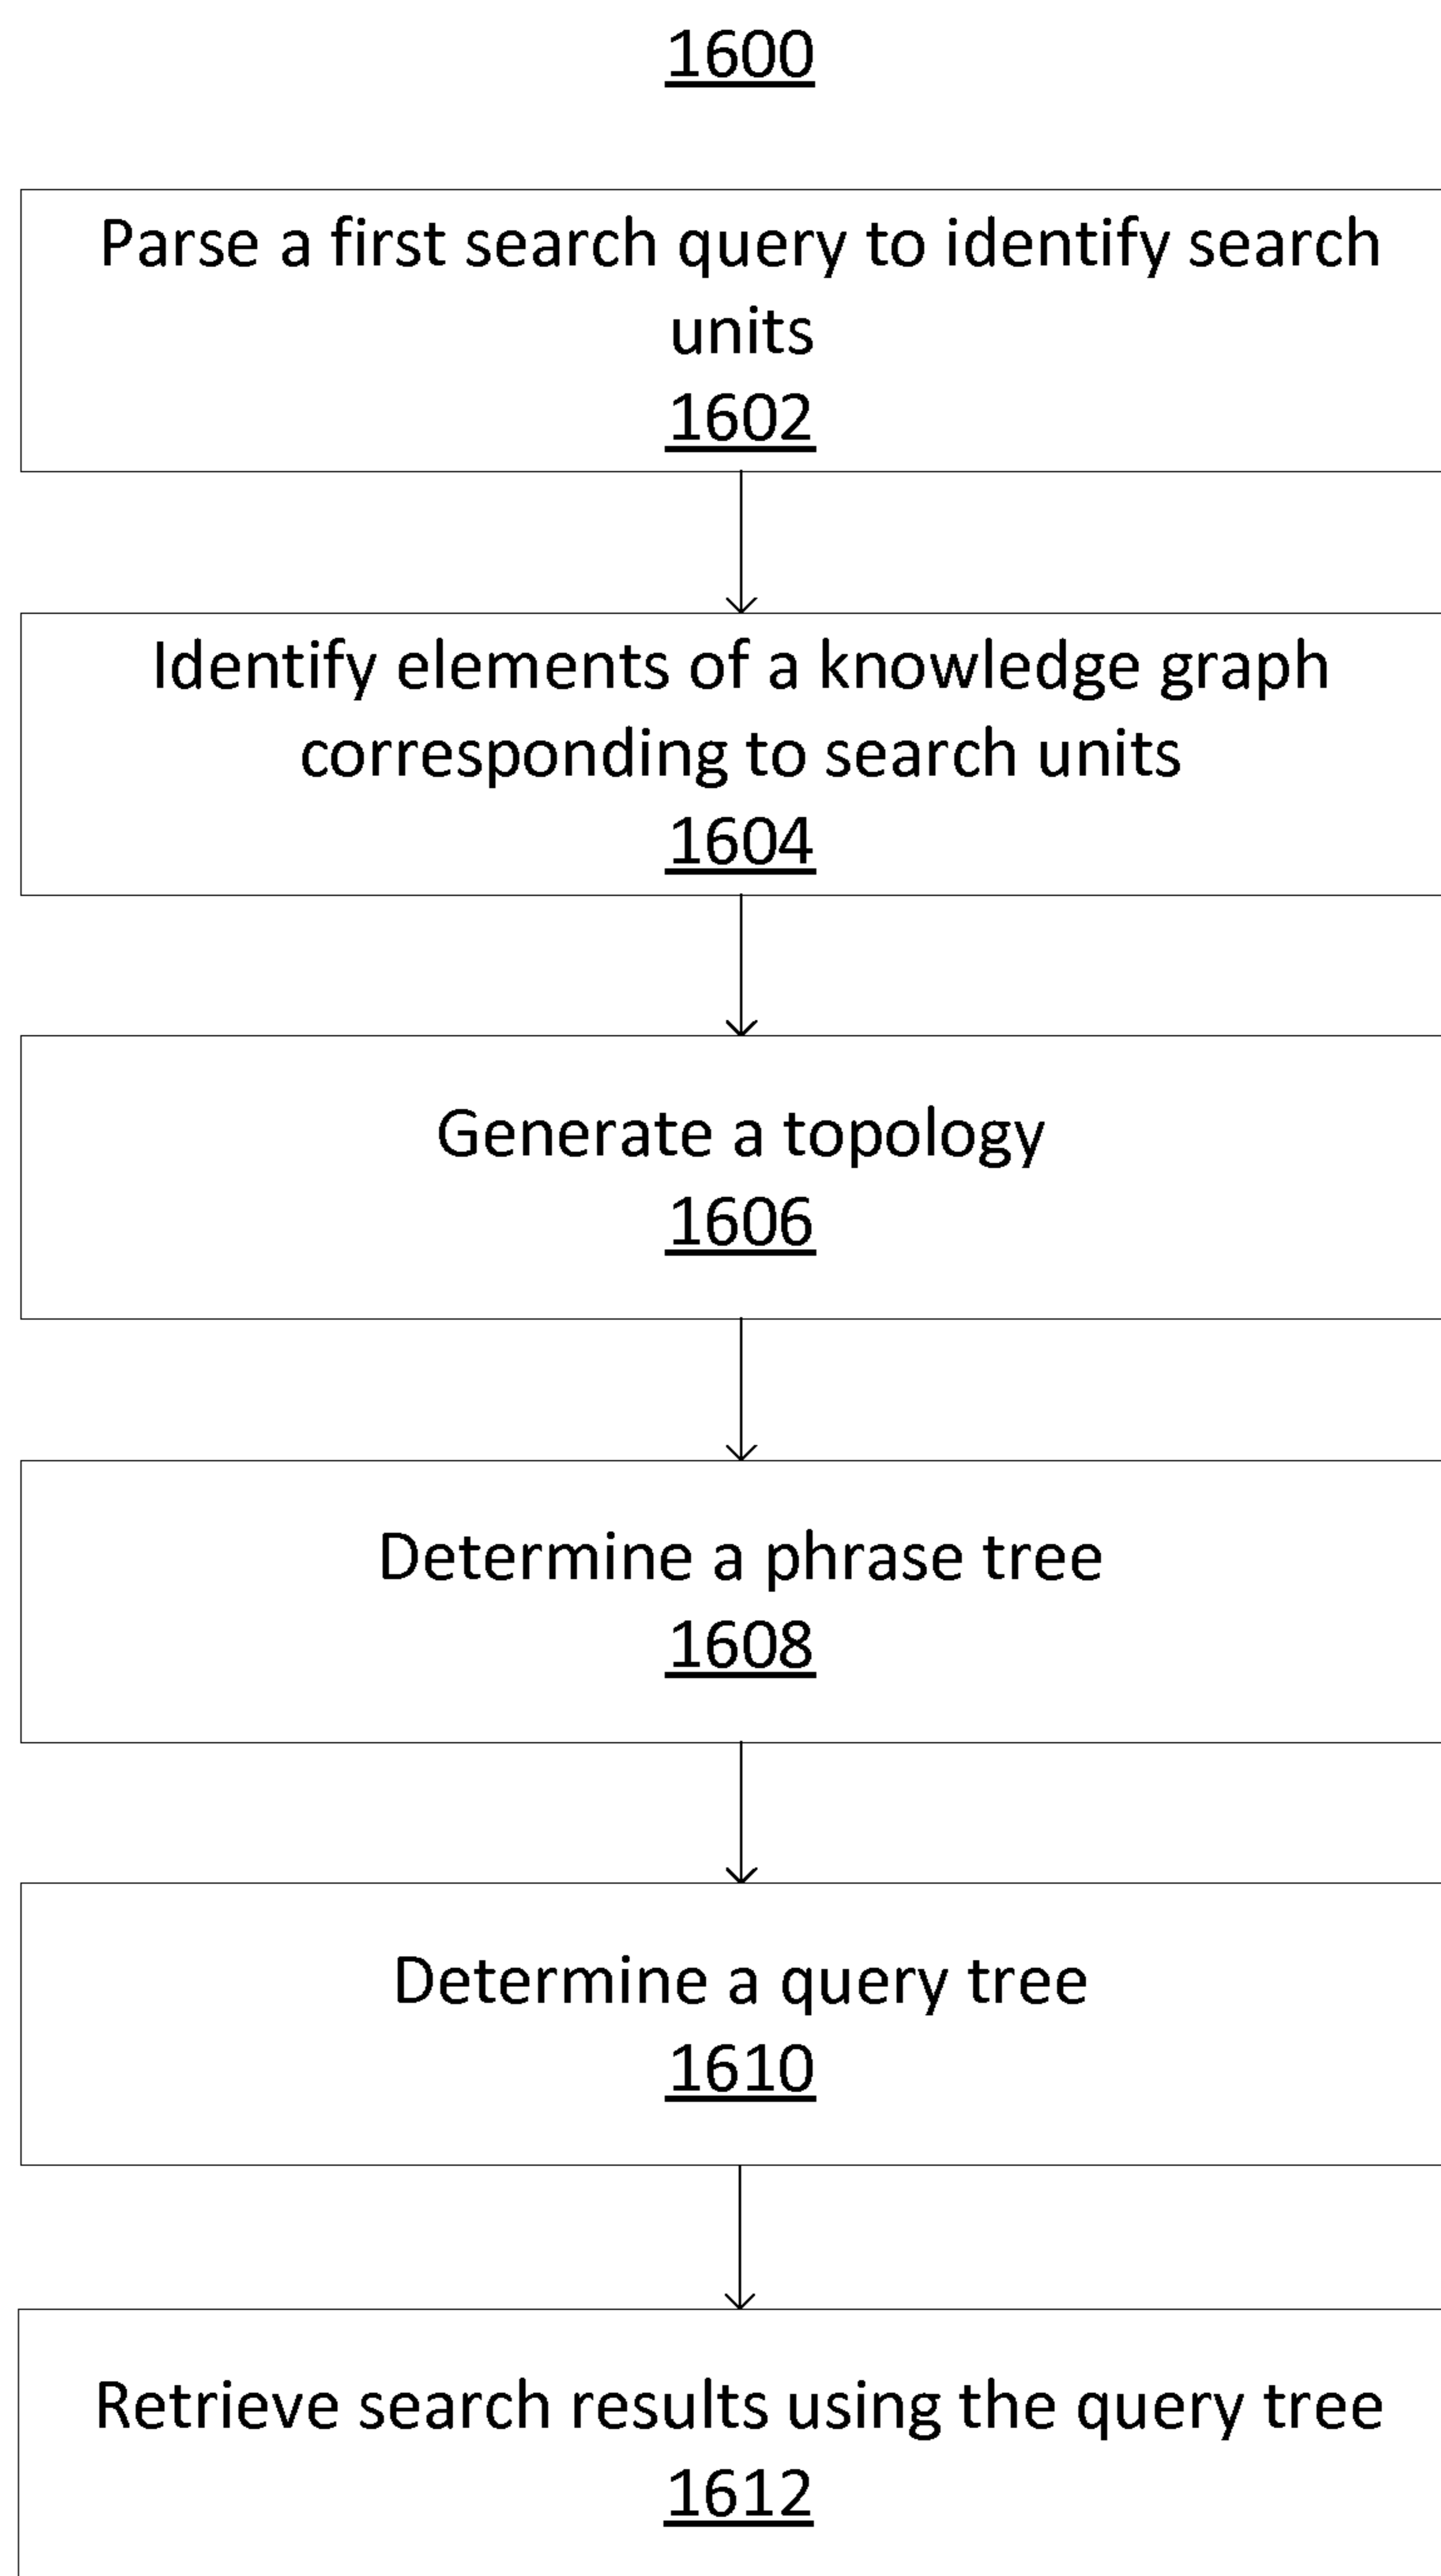 1600
Parse a first search query to identify search
units
1602
Identify elements of a knowledge graph
corresponding to search units
1604
Generate a topology
1606
Determine a phrase tree
1608
Determine a query tree
1610
Retrieve search results using the query tree
1612